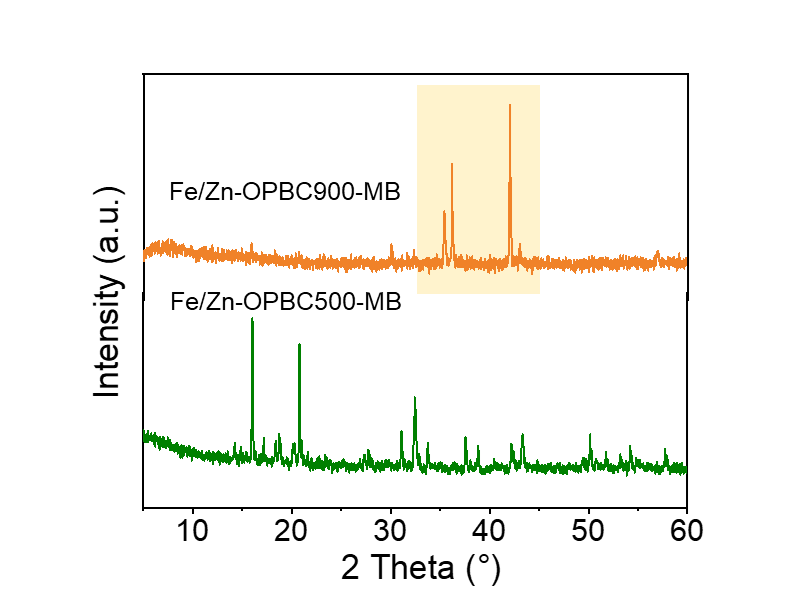 Fe/Zn-OPBC900-MB
Fe/Zn-OPBC500-MB
Intensity (a.u.)
10 20 30 40 50 60
2 Theta (°)